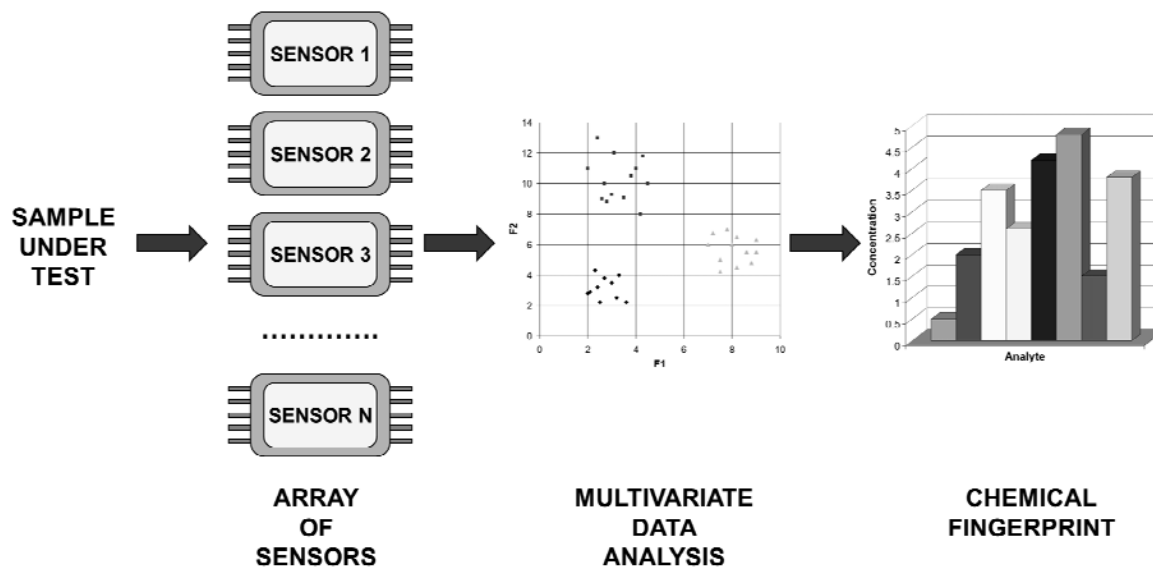 SAMPLE
UNDER
TEST
SENSOR 1
SENSOR 2
SENSOR 3
.............
SENSOR N
ARRAY
OF
SENSORS
14
12
10
8
6
4
2
0
F2
0 2 4 6 8 10
F1
MULTIVARIATE
DATA
ANALYSIS
5
4.5
4
3.5
3
2.5
2
1.5
1
0.5
0
Concentration
Analyte
CHEMICAL
FINGERPRINT